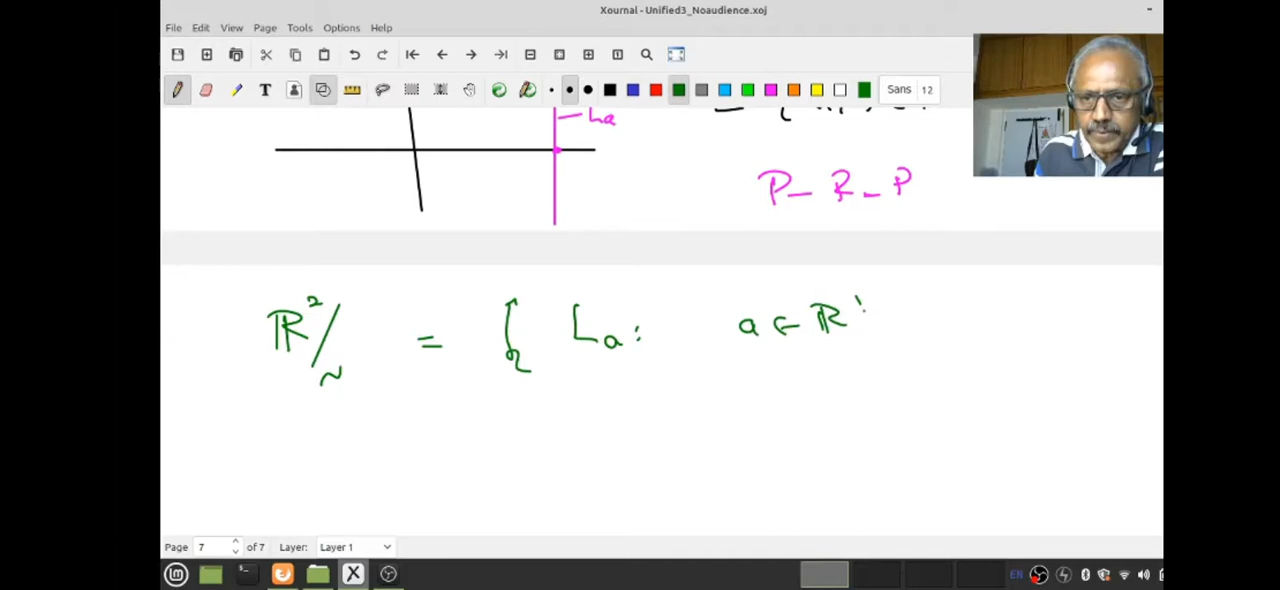 Xournal - Unified3_Noaudience.xoj
File Edit View Page Tools Options Help
Sans 12
La
P - R - P
ℝ²/~ = { La : a ∈ ℝ
Page 7 of 7 Layer: Layer 1
EN